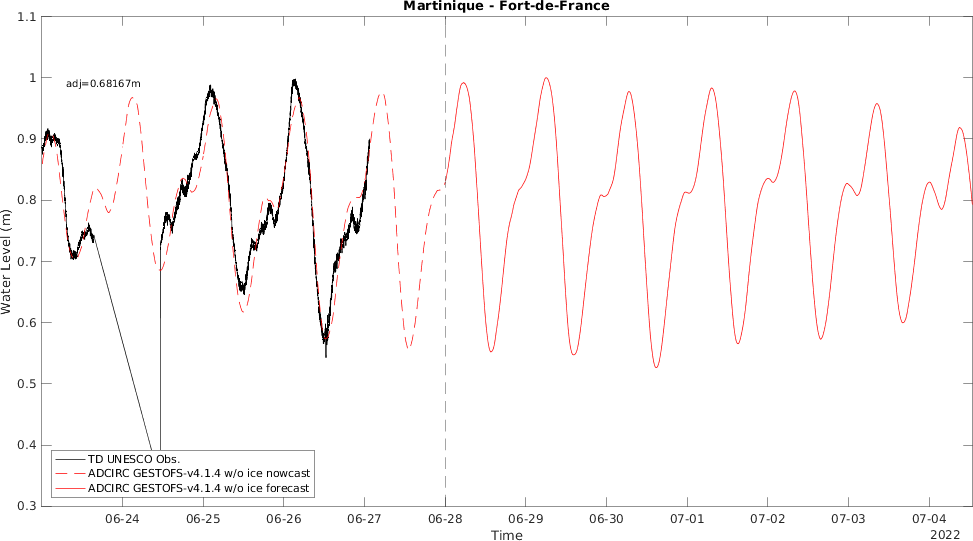 Martinique - Fort-de-France
1.1
1
0.9
0.8
0.7
0.6
0.5
0.4
0.3
Water Level (m)
adj=0.68167m
TD UNESCO Obs.
ADCIRC GESTOFS-v4.1.4 w/o ice nowcast
ADCIRC GESTOFS-v4.1.4 w/o ice forecast
06-24 06-25 06-26 06-27 06-28 06-29 06-30 07-01 07-02 07-03 07-04
Time
2022